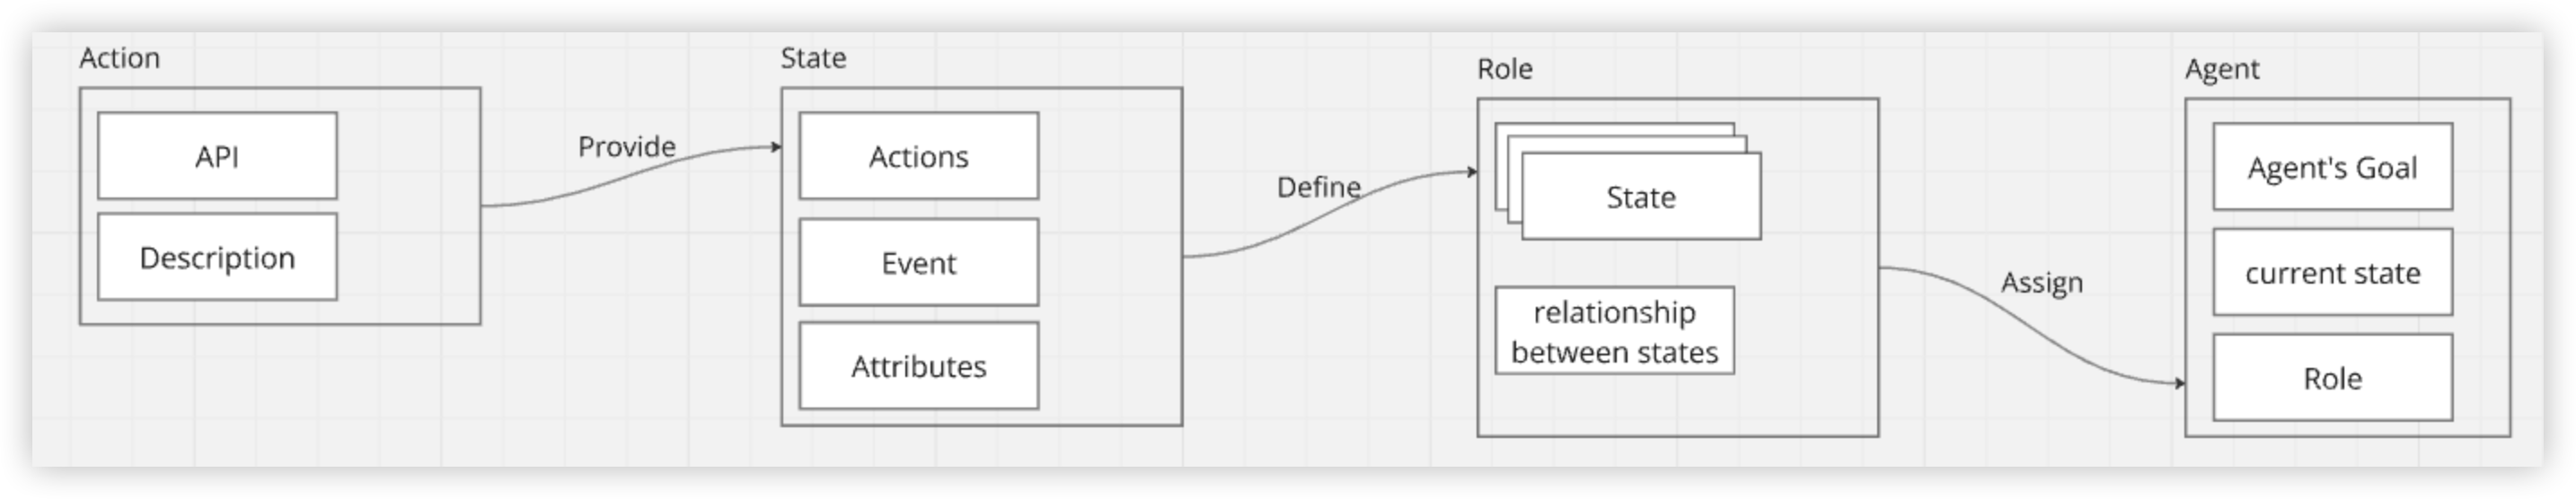 Action
API
Description
Provide
State
Actions
Event
Attributes
Define
Role
State
relationship
between states
Assign
Agent
Agent's Goal
current state
Role